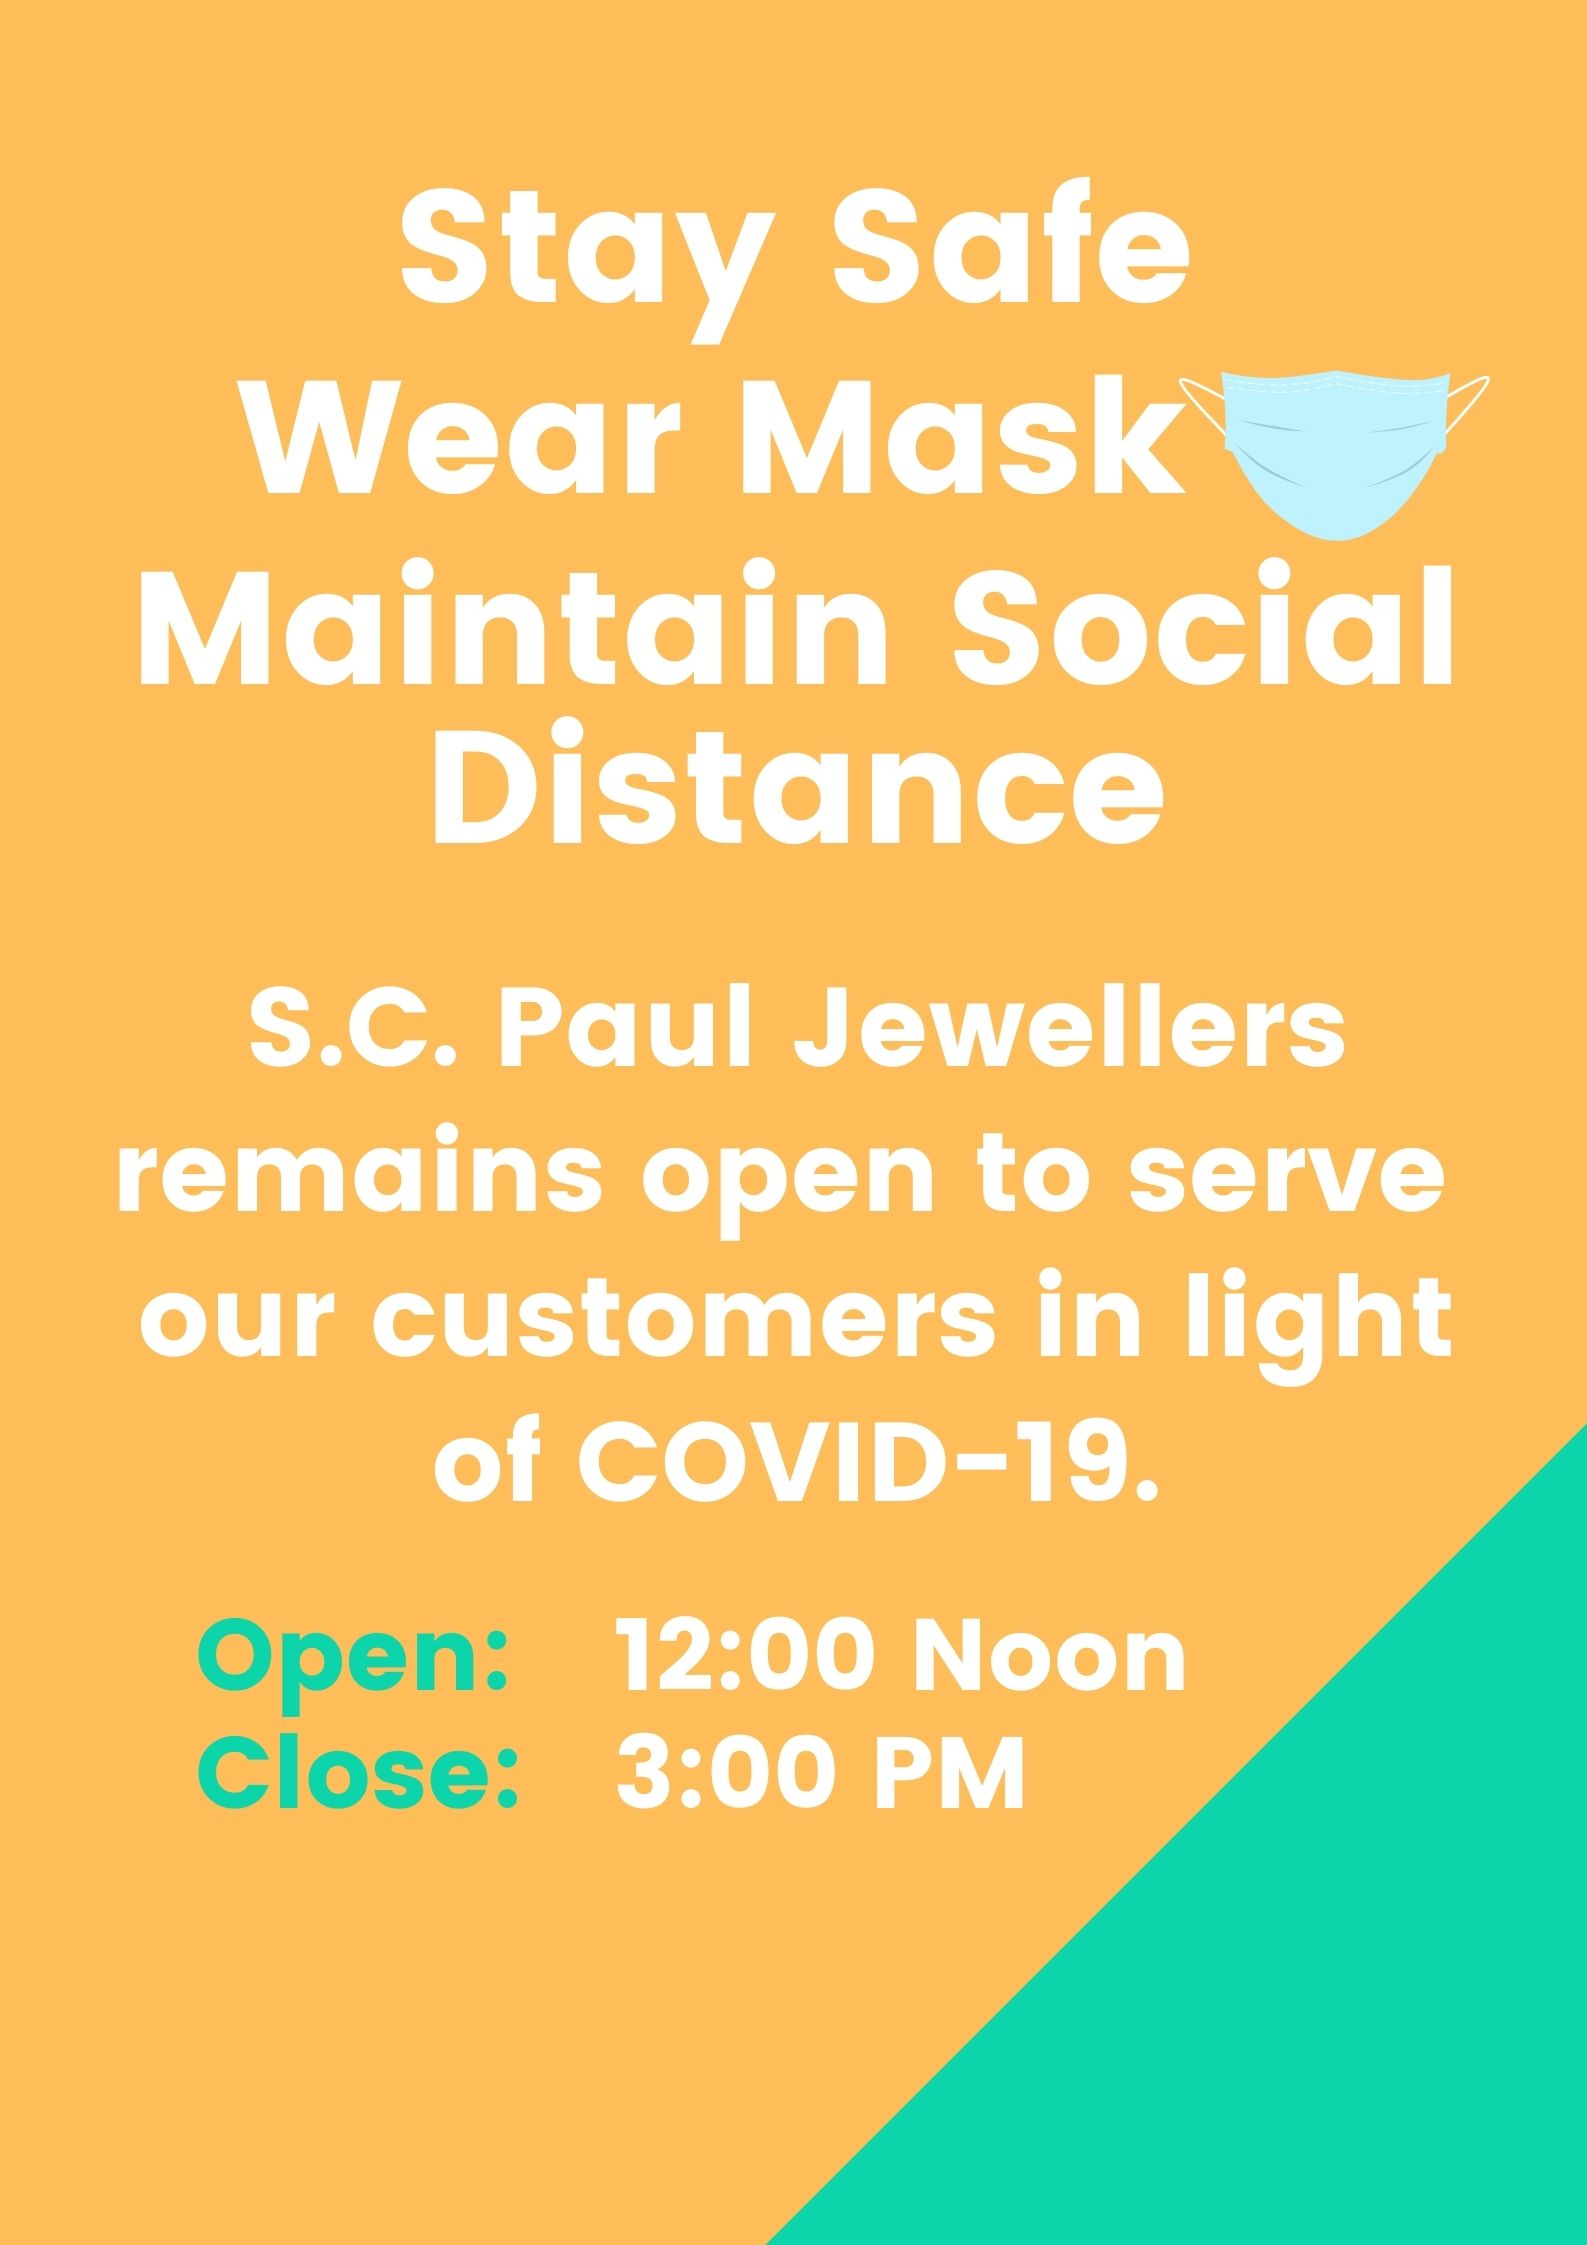 Stay Safe
Wear Mask
Maintain Social
Distance
S.C. Paul Jewellers
remains open to serve
our customers in light
of COVID-19.
Open: 12:00 Noon
Close: 3:00 PM